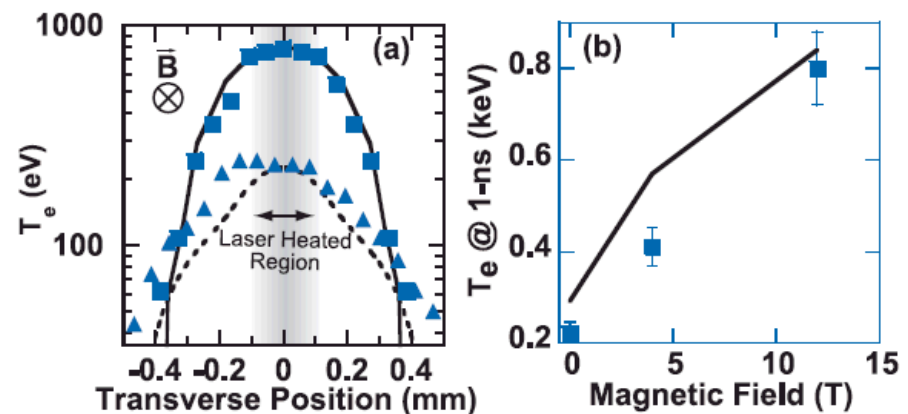 1000
100
T_e (eV)
(a)
B⃗
Laser Heated
Region
-0.4 -0.2 0 0.2 0.4
Transverse Position (mm)
(b)
0.8
0.6
0.4
0.2
T_e @ 1-ns (keV)
0 5 10 15
Magnetic Field (T)